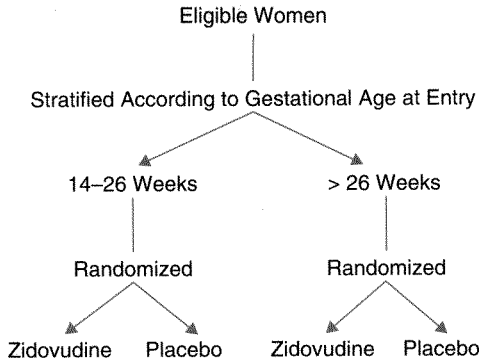 Eligible Women
Stratified According to Gestational Age at Entry
14–26 Weeks > 26 Weeks
Randomized Randomized
Zidovudine Placebo Zidovudine Placebo